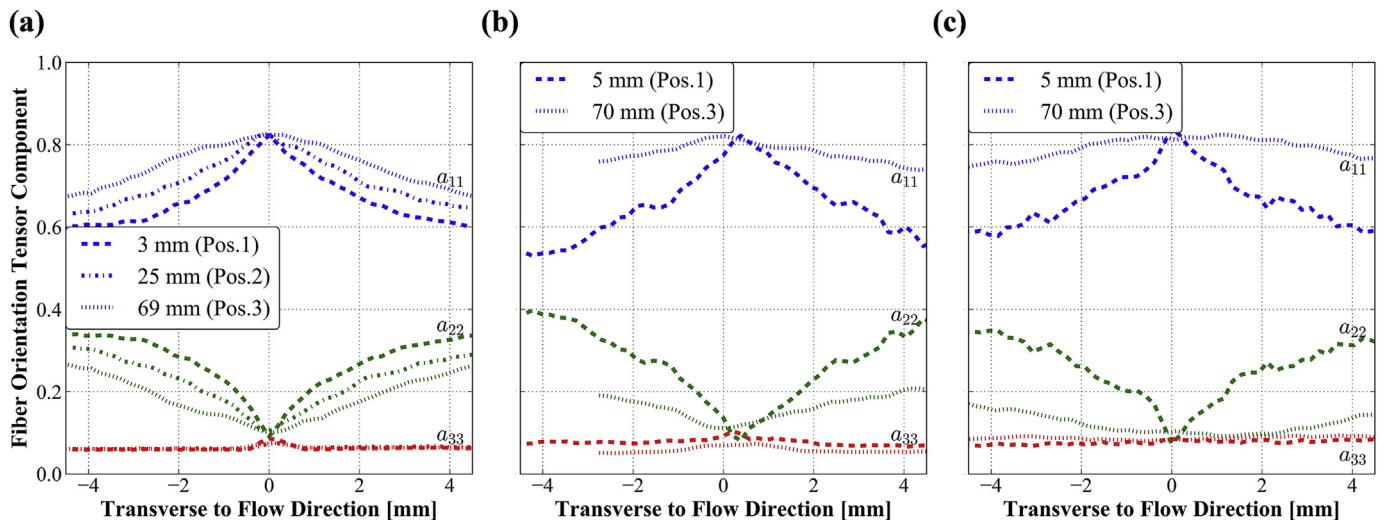 (a)
(b)
(c)
Fiber Orientation Tensor Component
1.0
0.8
0.6
0.4
0.2
0.0
3 mm (Pos.1)
25 mm (Pos.2)
69 mm (Pos.3)
a11
a22
a33
−4 −2 0 2 4
Transverse to Flow Direction [mm]
5 mm (Pos.1)
70 mm (Pos.3)
a11
a22
a33
−4 −2 0 2 4
Transverse to Flow Direction [mm]
5 mm (Pos.1)
70 mm (Pos.3)
a11
a22
a33
−4 −2 0 2 4
Transverse to Flow Direction [mm]